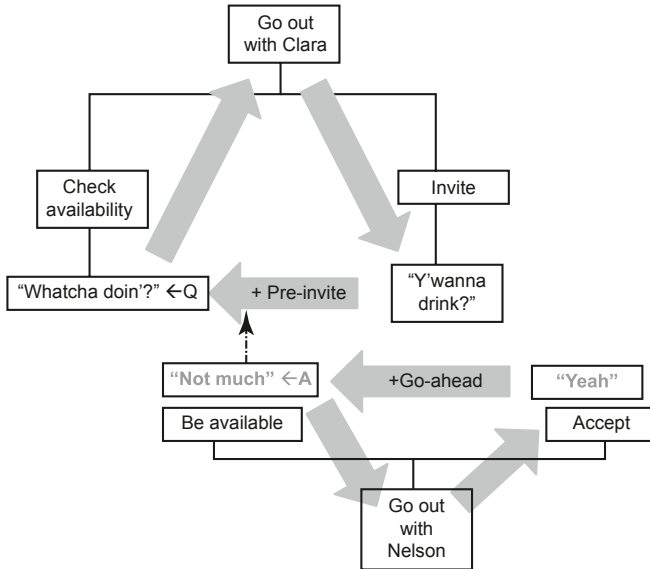 Go out
with Clara
Check
availability
Invite
“Whatcha doin’?” ←Q
+ Pre-invite
“Y’wanna
drink?”
“Not much” ←A
+Go-ahead
“Yeah”
Be available
Accept
Go out
with
Nelson